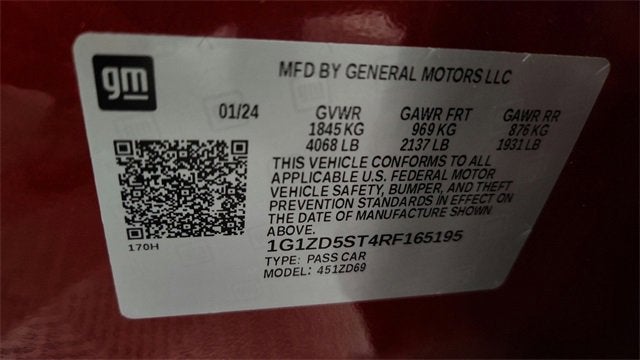 gm
MFD BY GENERAL MOTORS LLC
01/24 GVWR GAWR FRT GAWR RR
1845 KG 969 KG 876 KG
4068 LB 2137 LB 1931 LB
THIS VEHICLE CONFORMS TO ALL
APPLICABLE U.S. FEDERAL MOTOR
VEHICLE SAFETY, BUMPER, AND THEFT
PREVENTION STANDARDS IN EFFECT ON
THE DATE OF MANUFACTURE SHOWN
ABOVE.
170H
1G1ZD5ST4RF165195
TYPE: PASS CAR
MODEL: 451ZD69